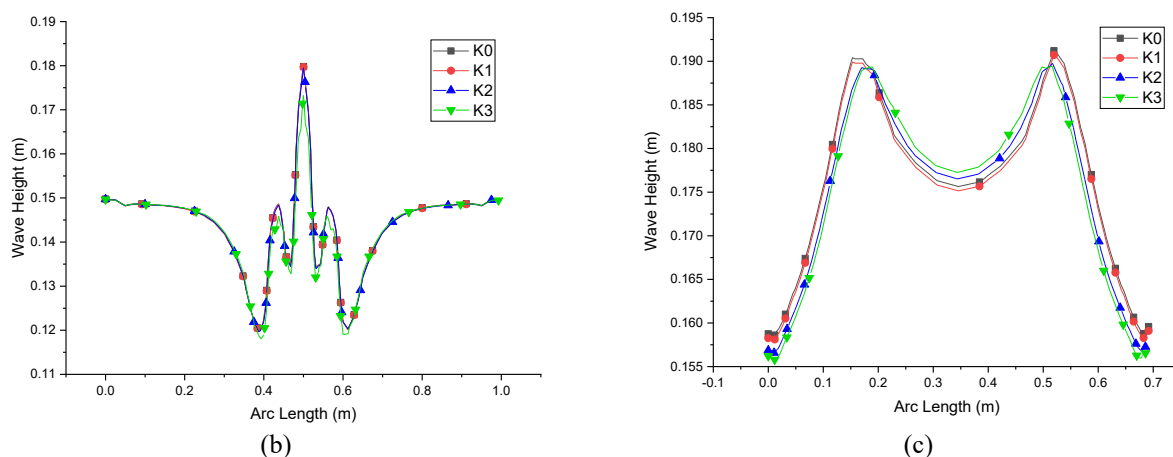 0.19
0.18
0.17
0.16
0.15
0.14
0.13
0.12
0.11
Wave Height (m)
K0
K1
K2
K3
0.0
0.2
0.4
0.6
0.8
1.0
Arc Length (m)
(b)
0.195
0.190
0.185
0.180
0.175
0.170
0.165
0.160
0.155
Wave Height (m)
K0
K1
K2
K3
-0.1
0.0
0.1
0.2
0.3
0.4
0.5
0.6
0.7
Arc Length (m)
(c)